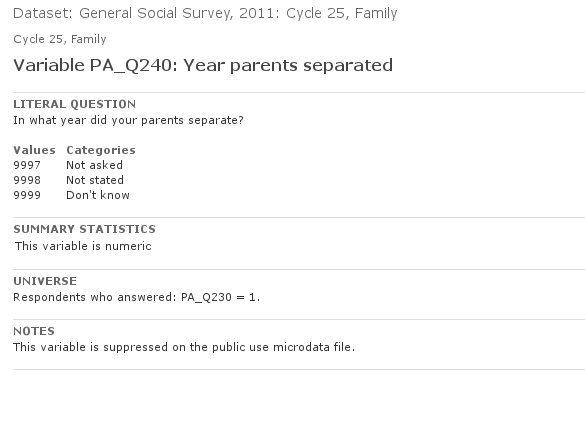 Dataset: General Social Survey, 2011: Cycle 25, Family
Cycle 25, Family
Variable PA_Q240: Year parents separated
LITERAL QUESTION
In what year did your parents separate?
Values Categories
9997 Not asked
9998 Not stated
9999 Don't know
SUMMARY STATISTICS
This variable is numeric
UNIVERSE
Respondents who answered: PA_Q230 = 1.
NOTES
This variable is suppressed on the public use microdata file.